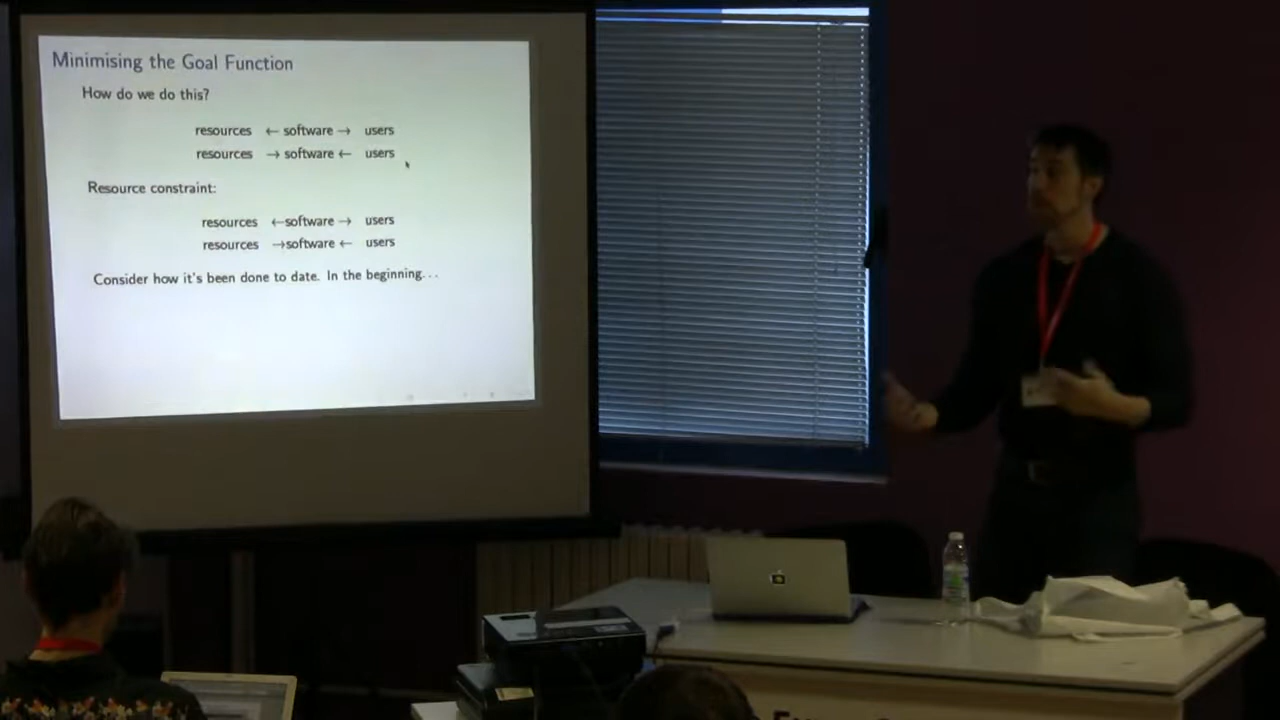 Minimising the Goal Function
How do we do this?
resources ← software → users
resources → software ← users
Resource constraint:
resources ←software → users
resources →software ← users
Consider how it's been done to date. In the beginning...